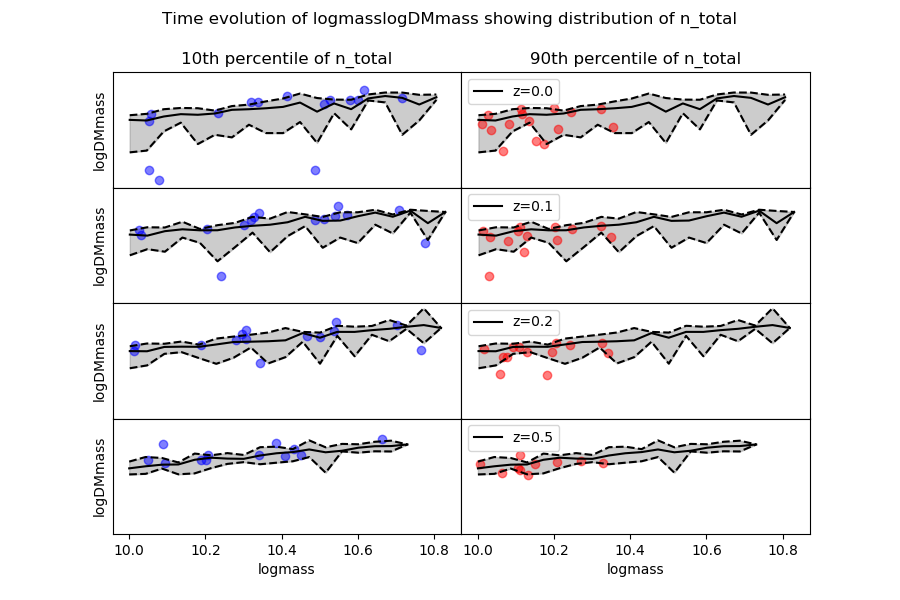 Time evolution of logmasslogDMmass showing distribution of n_total
10th percentile of n_total
90th percentile of n_total
logDMmass
z=0.0
logDMmass
z=0.1
logDMmass
z=0.2
logDMmass
z=0.5
10.0 10.2 10.4 10.6 10.8
10.0 10.2 10.4 10.6 10.8
logmass
logmass